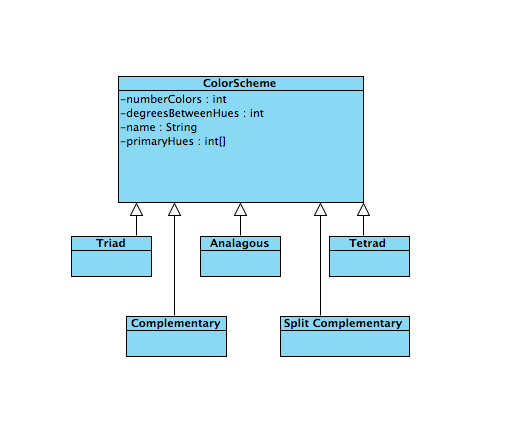 ColorScheme
-numberColors : int
-degreesBetweenHues : int
-name : String
-primaryHues : int[]
Triad
Analagous
Tetrad
Complementary
Split Complementary